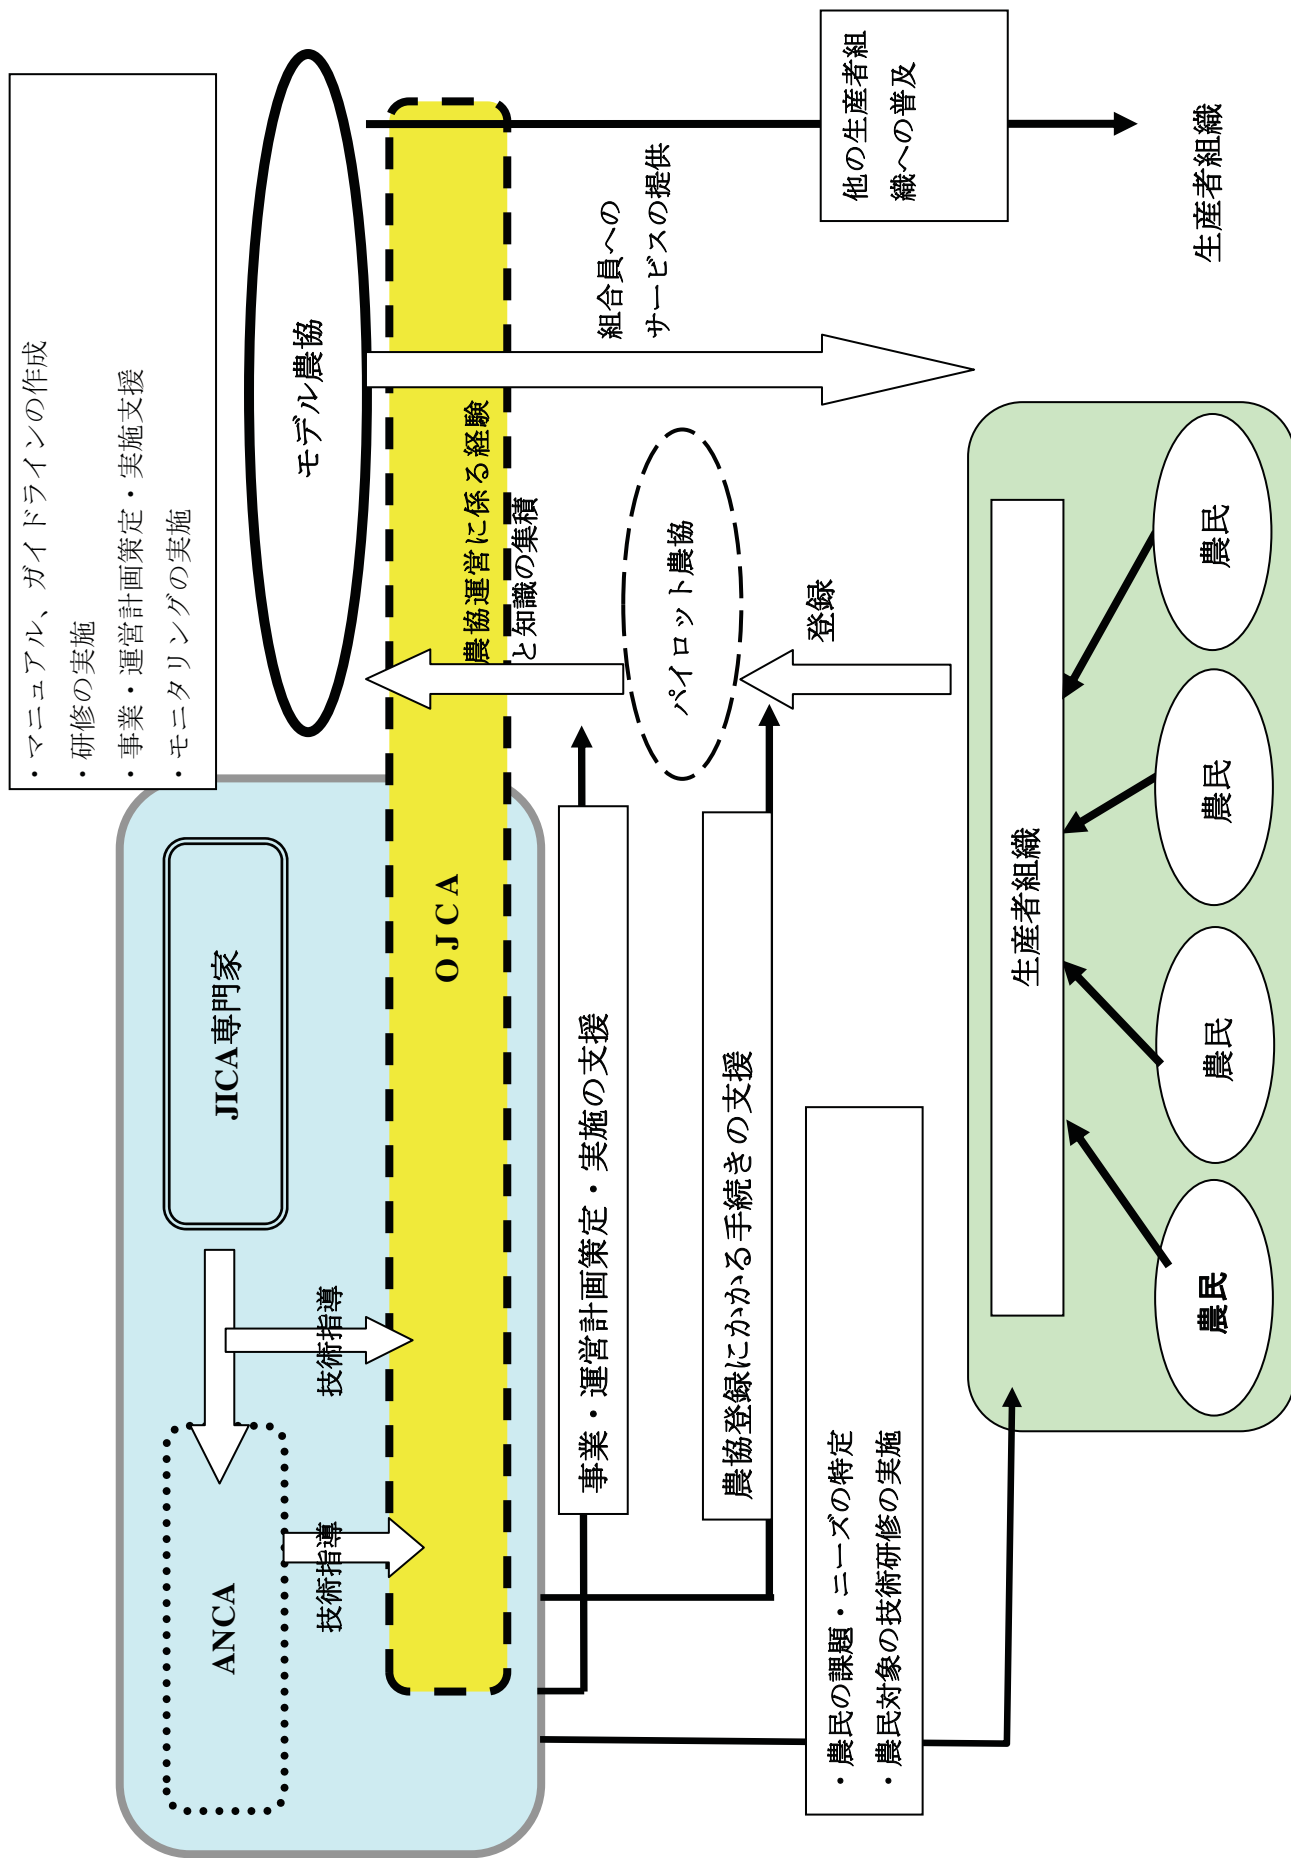 ・マニュアル、ガイドラインの作成
・研修の実施
・事業・運営計画策定・実施支援
・モニタリングの実施
ANCA
JICA専門家
モデル農協
技術指導
技術指導
OJCA
農協運営に係る経験
と知識の集積
事業・運営計画策定・実施の支援
組合員への
サービスの提供
パイロット農協
農協登録にかかる手続きの支援
登録
・農民の課題・ニーズの特定
・農民対象の技術研修の実施
他の生産者組
織への普及
生産者組織
生産者組織
農民
農民
農民
農民